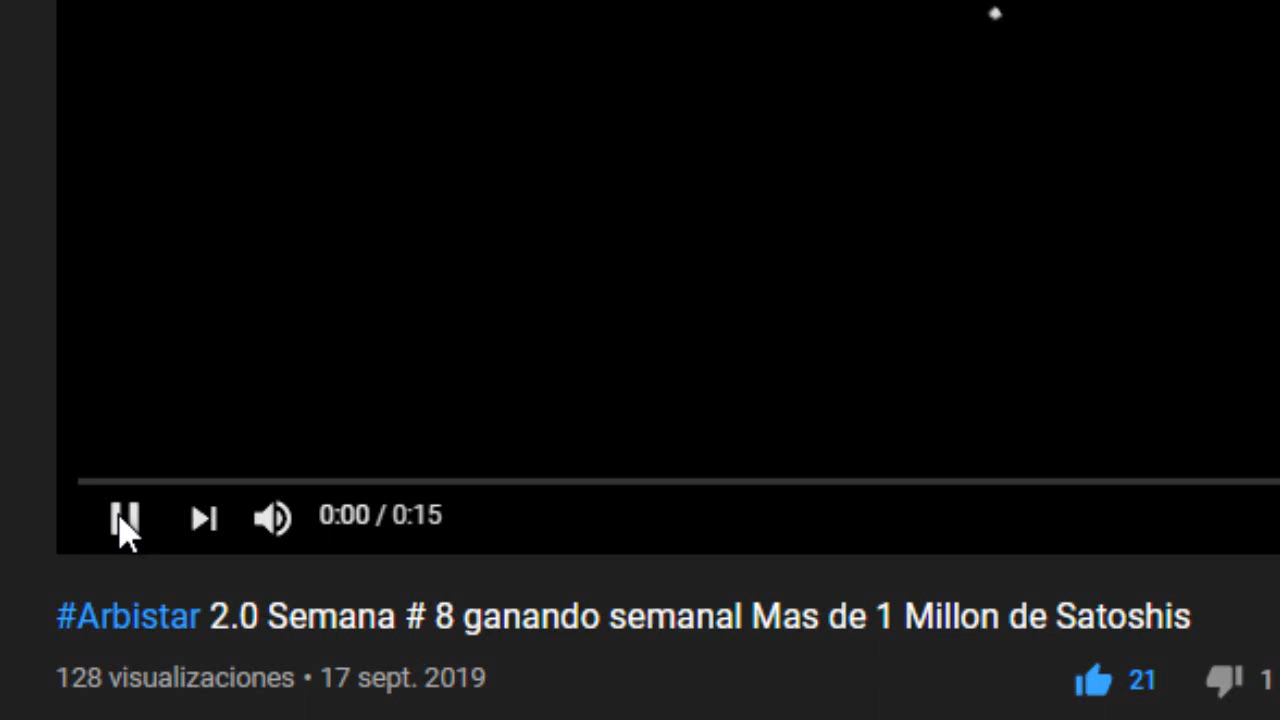 0:00 / 0:15
#Arbistar 2.0 Semana # 8 ganando semanal Mas de 1 Millon de Satoshis
128 visualizaciones • 17 sept. 2019
21
1